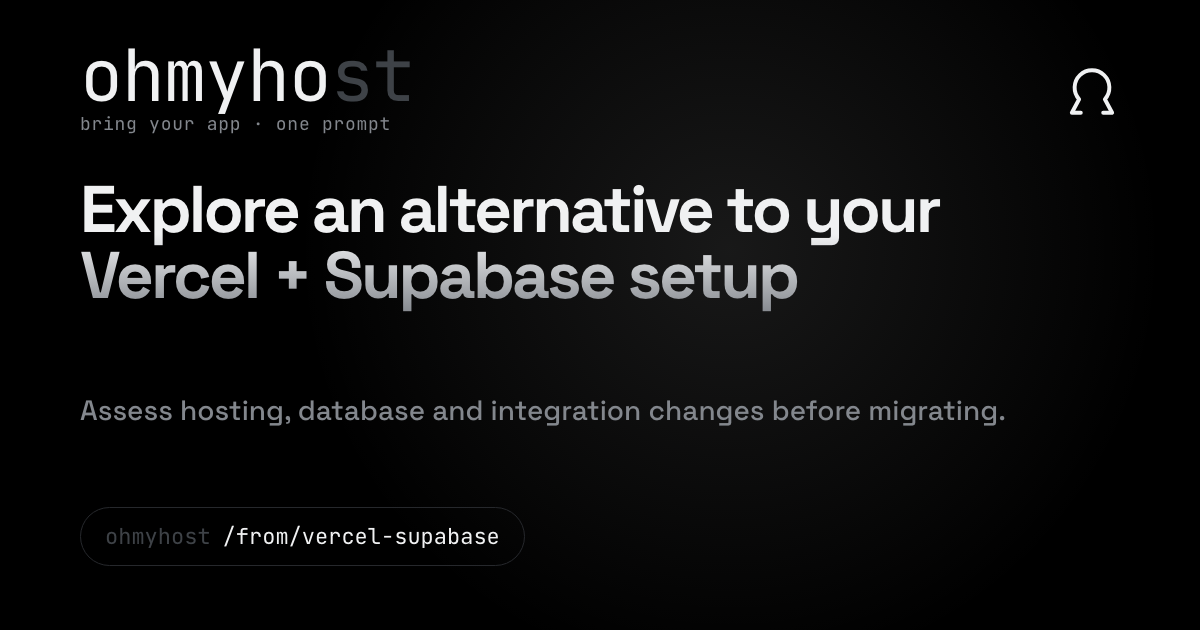 ohmyhost
bring your app · one prompt
Explore an alternative to your
Vercel + Supabase setup
Assess hosting, database and integration changes before migrating.
ohmyhost /from/vercel-supabase